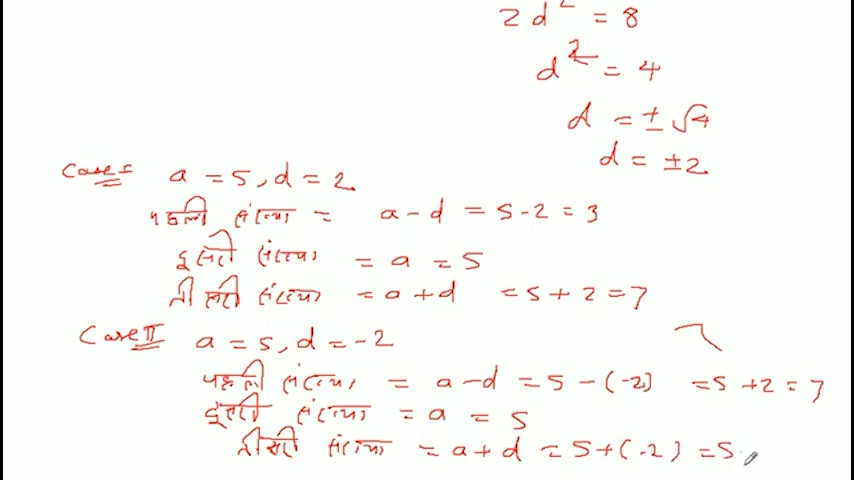 2d² = 8
d² = 4
d = ±√4
d = ±2
Case I a = 5, d = 2
पहली संख्या = a - d = 5 - 2 = 3
दूसरी संख्या = a = 5
तीसरी संख्या = a + d = 5 + 2 = 7
Case II a = 5, d = -2
पहली संख्या = a - d = 5 - (-2) = 5 + 2 = 7
दूसरी संख्या = a = 5
तीसरी संख्या = a + d = 5 + (-2) = 5